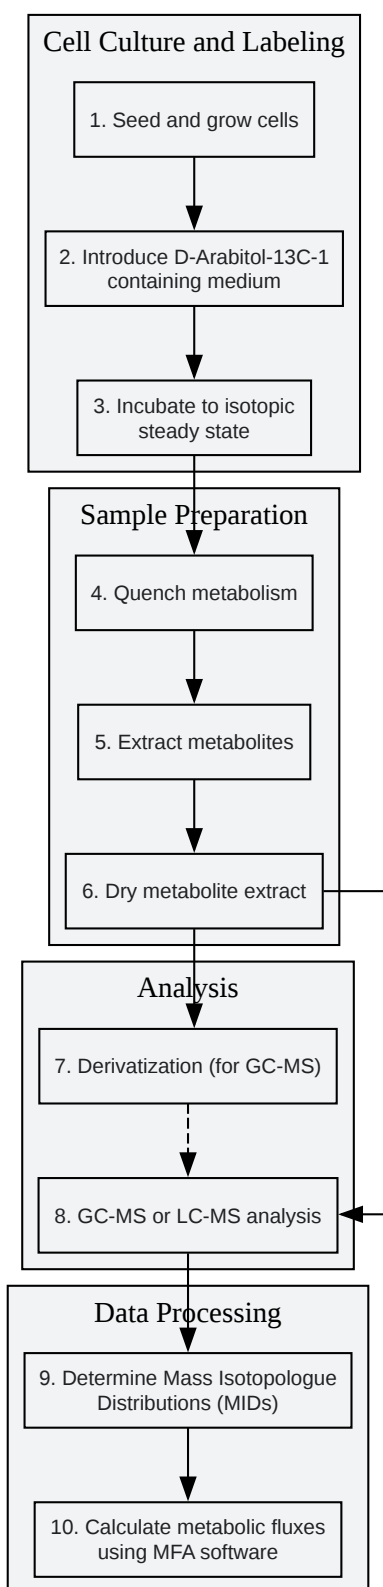 Cell Culture and Labeling
1. Seed and grow cells
2. Introduce D-Arabitol-13C-1
containing medium
3. Incubate to isotopic
steady state
Sample Preparation
4. Quench metabolism
5. Extract metabolites
6. Dry metabolite extract
Analysis
7. Derivatization (for GC-MS)
8. GC-MS or LC-MS analysis
Data Processing
9. Determine Mass Isotopologue
Distributions (MIDs)
10. Calculate metabolic fluxes
using MFA software